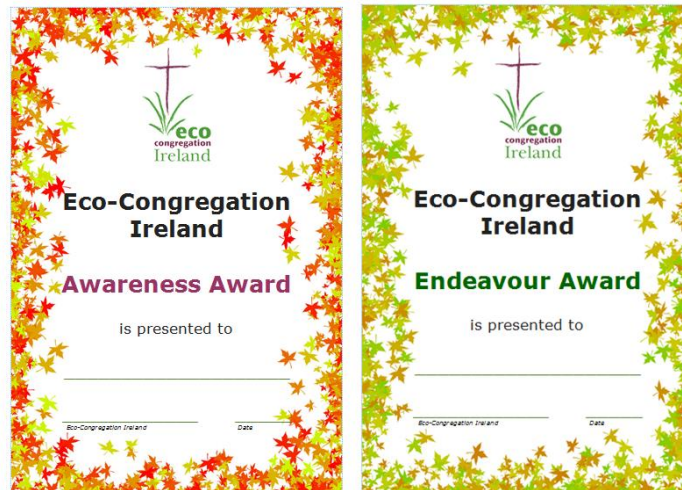 eco
congregation
Ireland
Eco-Congregation
Ireland
Awareness Award
is presented to
Eco-Congregation Ireland
Date
eco
congregation
Ireland
Eco-Congregation
Ireland
Endeavour Award
is presented to
Eco-Congregation Ireland
Date